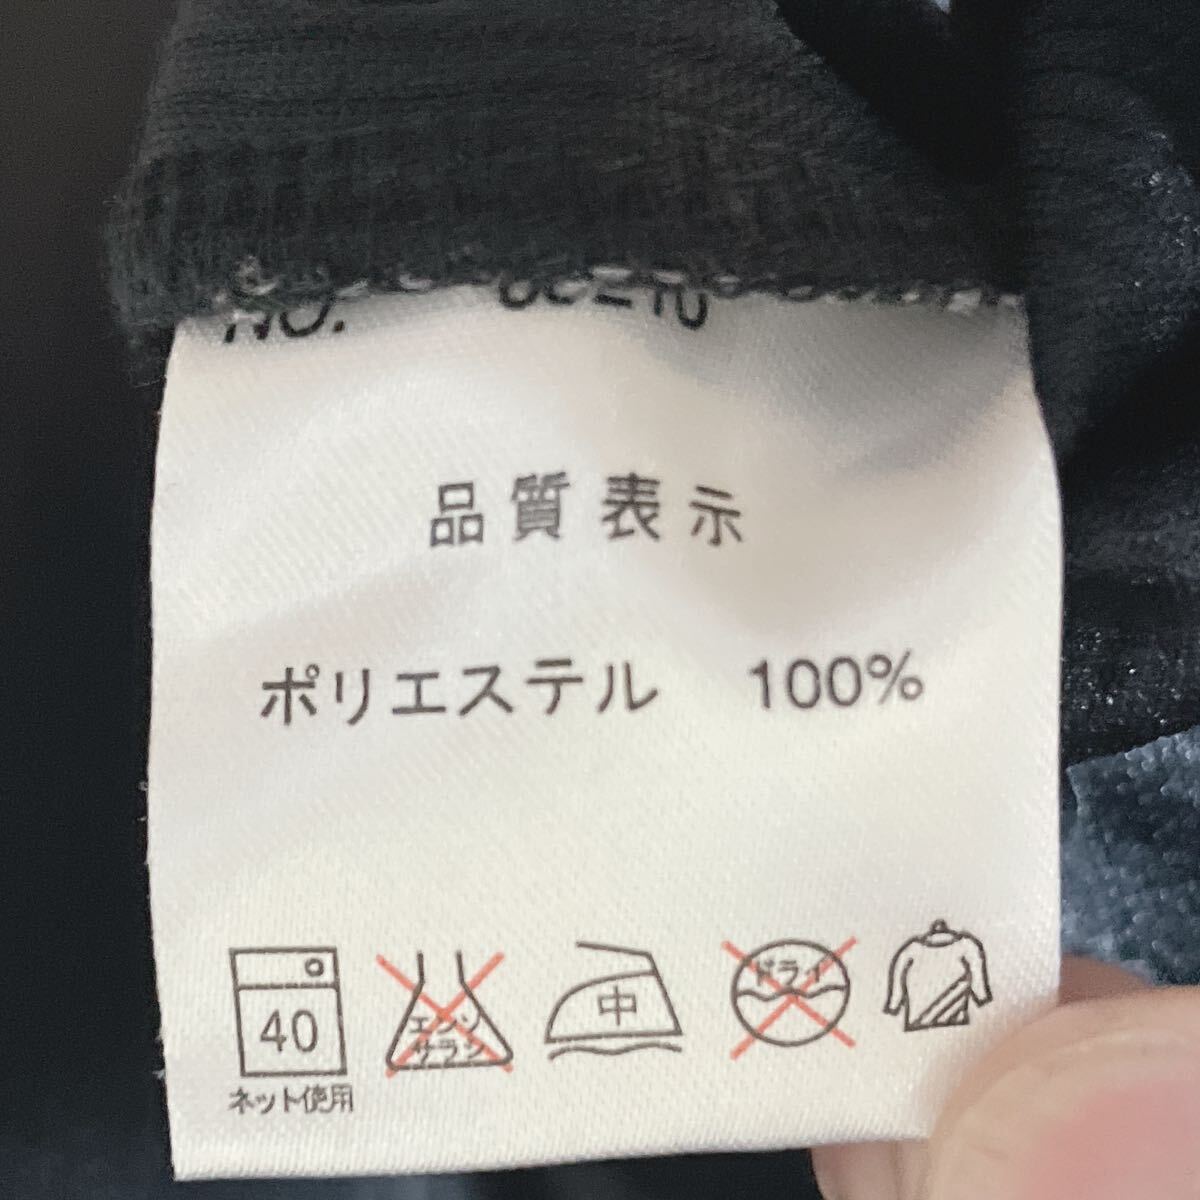 NO.
品質表示
ポリエステル 100%
40
エンソ
サラシ
中
ドライ
ネット使用